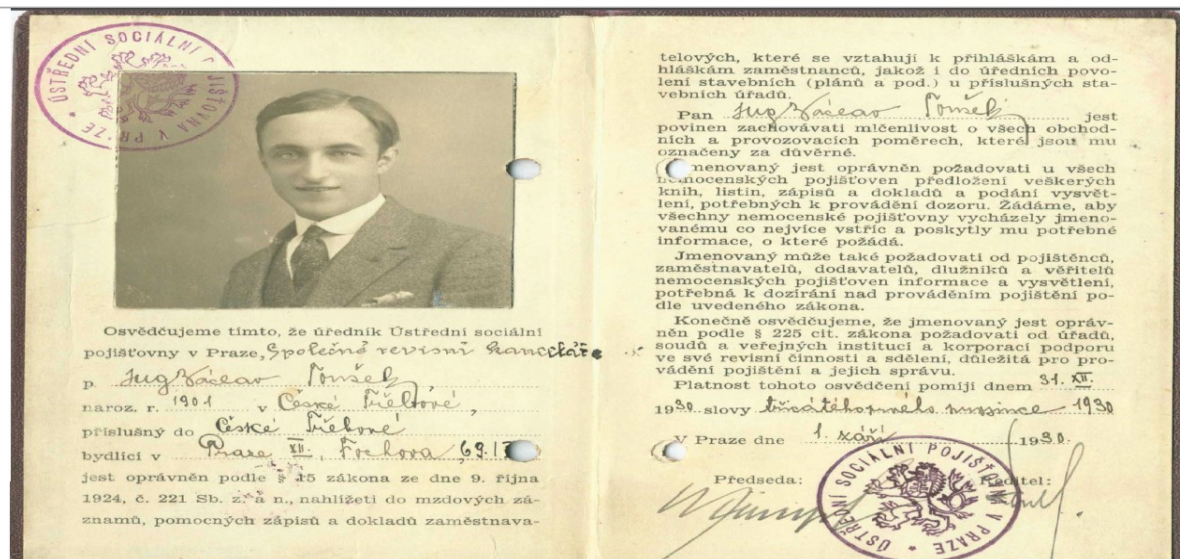 ÚSTŘEDNÍ SOCIÁLNÍ POJIŠŤOVNA V PRAZE
Osvědčujeme tímto, že úředník Ústřední sociální
pojišťovny v Praze, Společné revisní kanceláře
p. Ing Václav
naroz. r. 1901 v České Třebové,
příslušný do České Třebové
bydlící v Praze XII, Fochova, 69.
jest oprávněn podle § 15 zákona ze dne 9. října
1924, č. 221 Sb. z. a n., nahlížeti do mzdových zá-
znamů, pomocných zápisů a dokladů zaměstnava-
telových, které se vztahují k přihláškám a od-
hláškám zaměstnanců, jakož i do úředních povo-
lení stavebních (plánů a pod.) u příslušných sta-
vebních úřadů.
Pan Ing Václav jest
povinen zachovávati mlčenlivost o všech obchod-
ních a provozovacích poměrech, které jsou mu
označeny za důvěrné.
menovaný jest oprávněn požadovati u všech
nemocenských pojišťoven předložení veškerých
knih, listin, zápisů a dokladů a podání vysvět-
lení, potřebných k provádění dozoru. Žádáme, aby
všechny nemocenské pojišťovny vycházely jmeno-
vanému co nejvíce vstříc a poskytly mu potřebné
informace, o které požádá.
Jmenovaný může také požadovati od pojištěnců,
zaměstnavatelů, dodavatelů, dlužníků a věřitelů
nemocenských pojišťoven informace a vysvětlení,
potřebná k dozírání nad prováděním pojištění po-
dle uvedeného zákona.
Konečně osvědčujeme, že jmenovaný jest opráv-
něn podle § 225 cit. zákona požadovati od úřadů,
soudů a veřejných institucí a korporací podporu
ve své revisní činnosti a sdělení, důležitá pro pro-
vádění pojištění a jejich správu.
Platnost tohoto osvědčení pomíjí dnem 31. XII.
1930 slovy třicátéhoprvého prosince 1930
V Praze dne 1. září 1930.
Předseda: Ředitel:
ÚSTŘEDNÍ SOCIÁLNÍ POJIŠŤOVNA V PRAZE